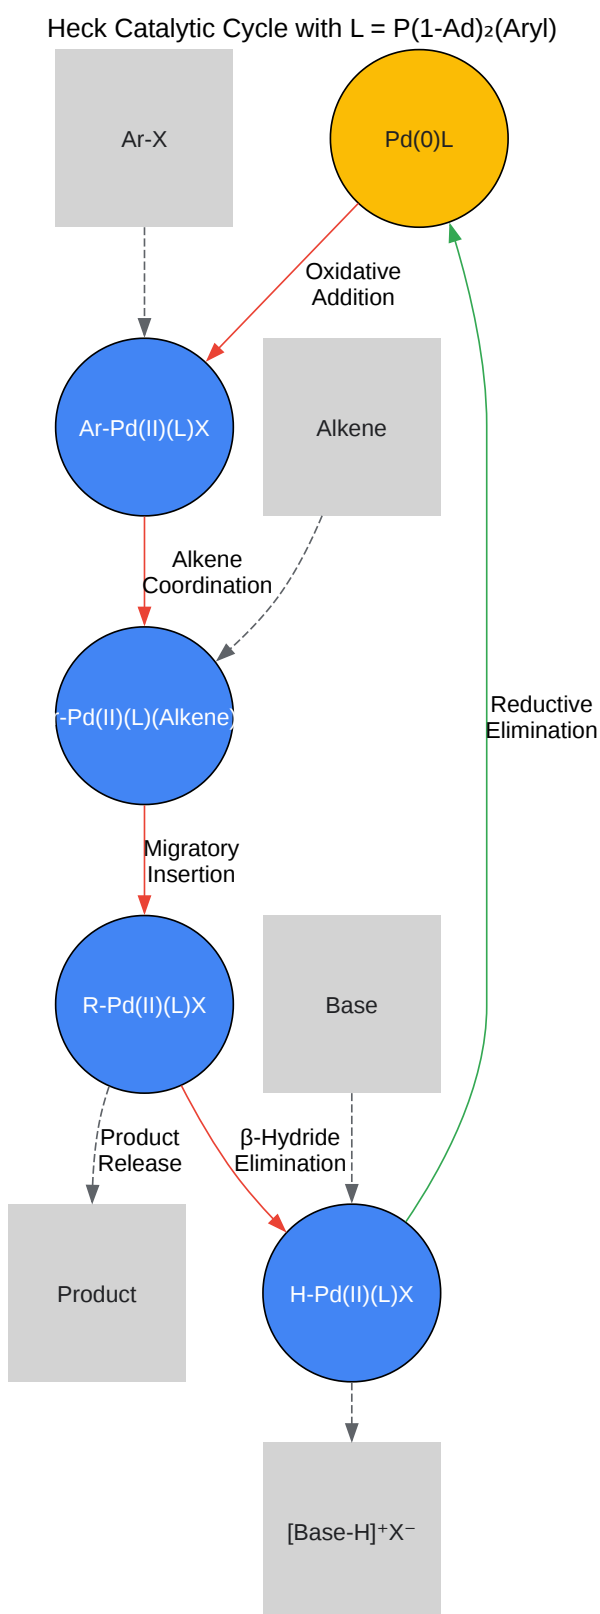 Heck Catalytic Cycle with L = P(1-Ad)₂(Aryl)
Ar-X
Pd(0)L
Oxidative
Addition
Ar-Pd(II)(L)X
Alkene
Alkene
Coordination
-Pd(II)(L)(Alkene)
Reductive
Elimination
Migratory
Insertion
R-Pd(II)(L)X
Base
Product
Release
β-Hydride
Elimination
Product
H-Pd(II)(L)X
[Base-H]⁺X⁻